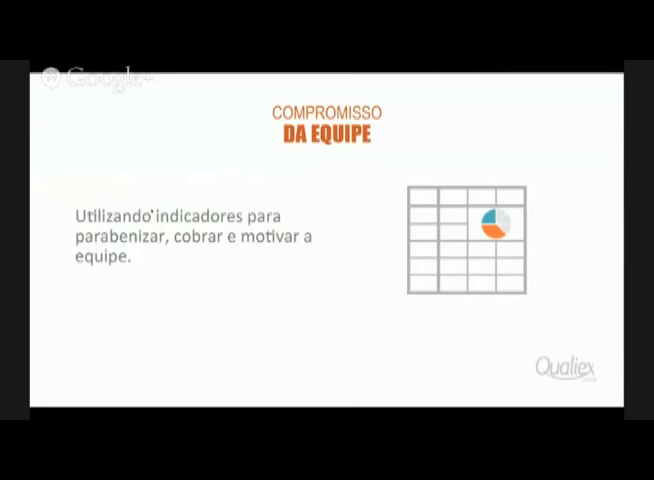 Google+
COMPROMISSO
DA EQUIPE
Utilizando indicadores para
parabenizar, cobrar e motivar a
equipe.
Qualiex